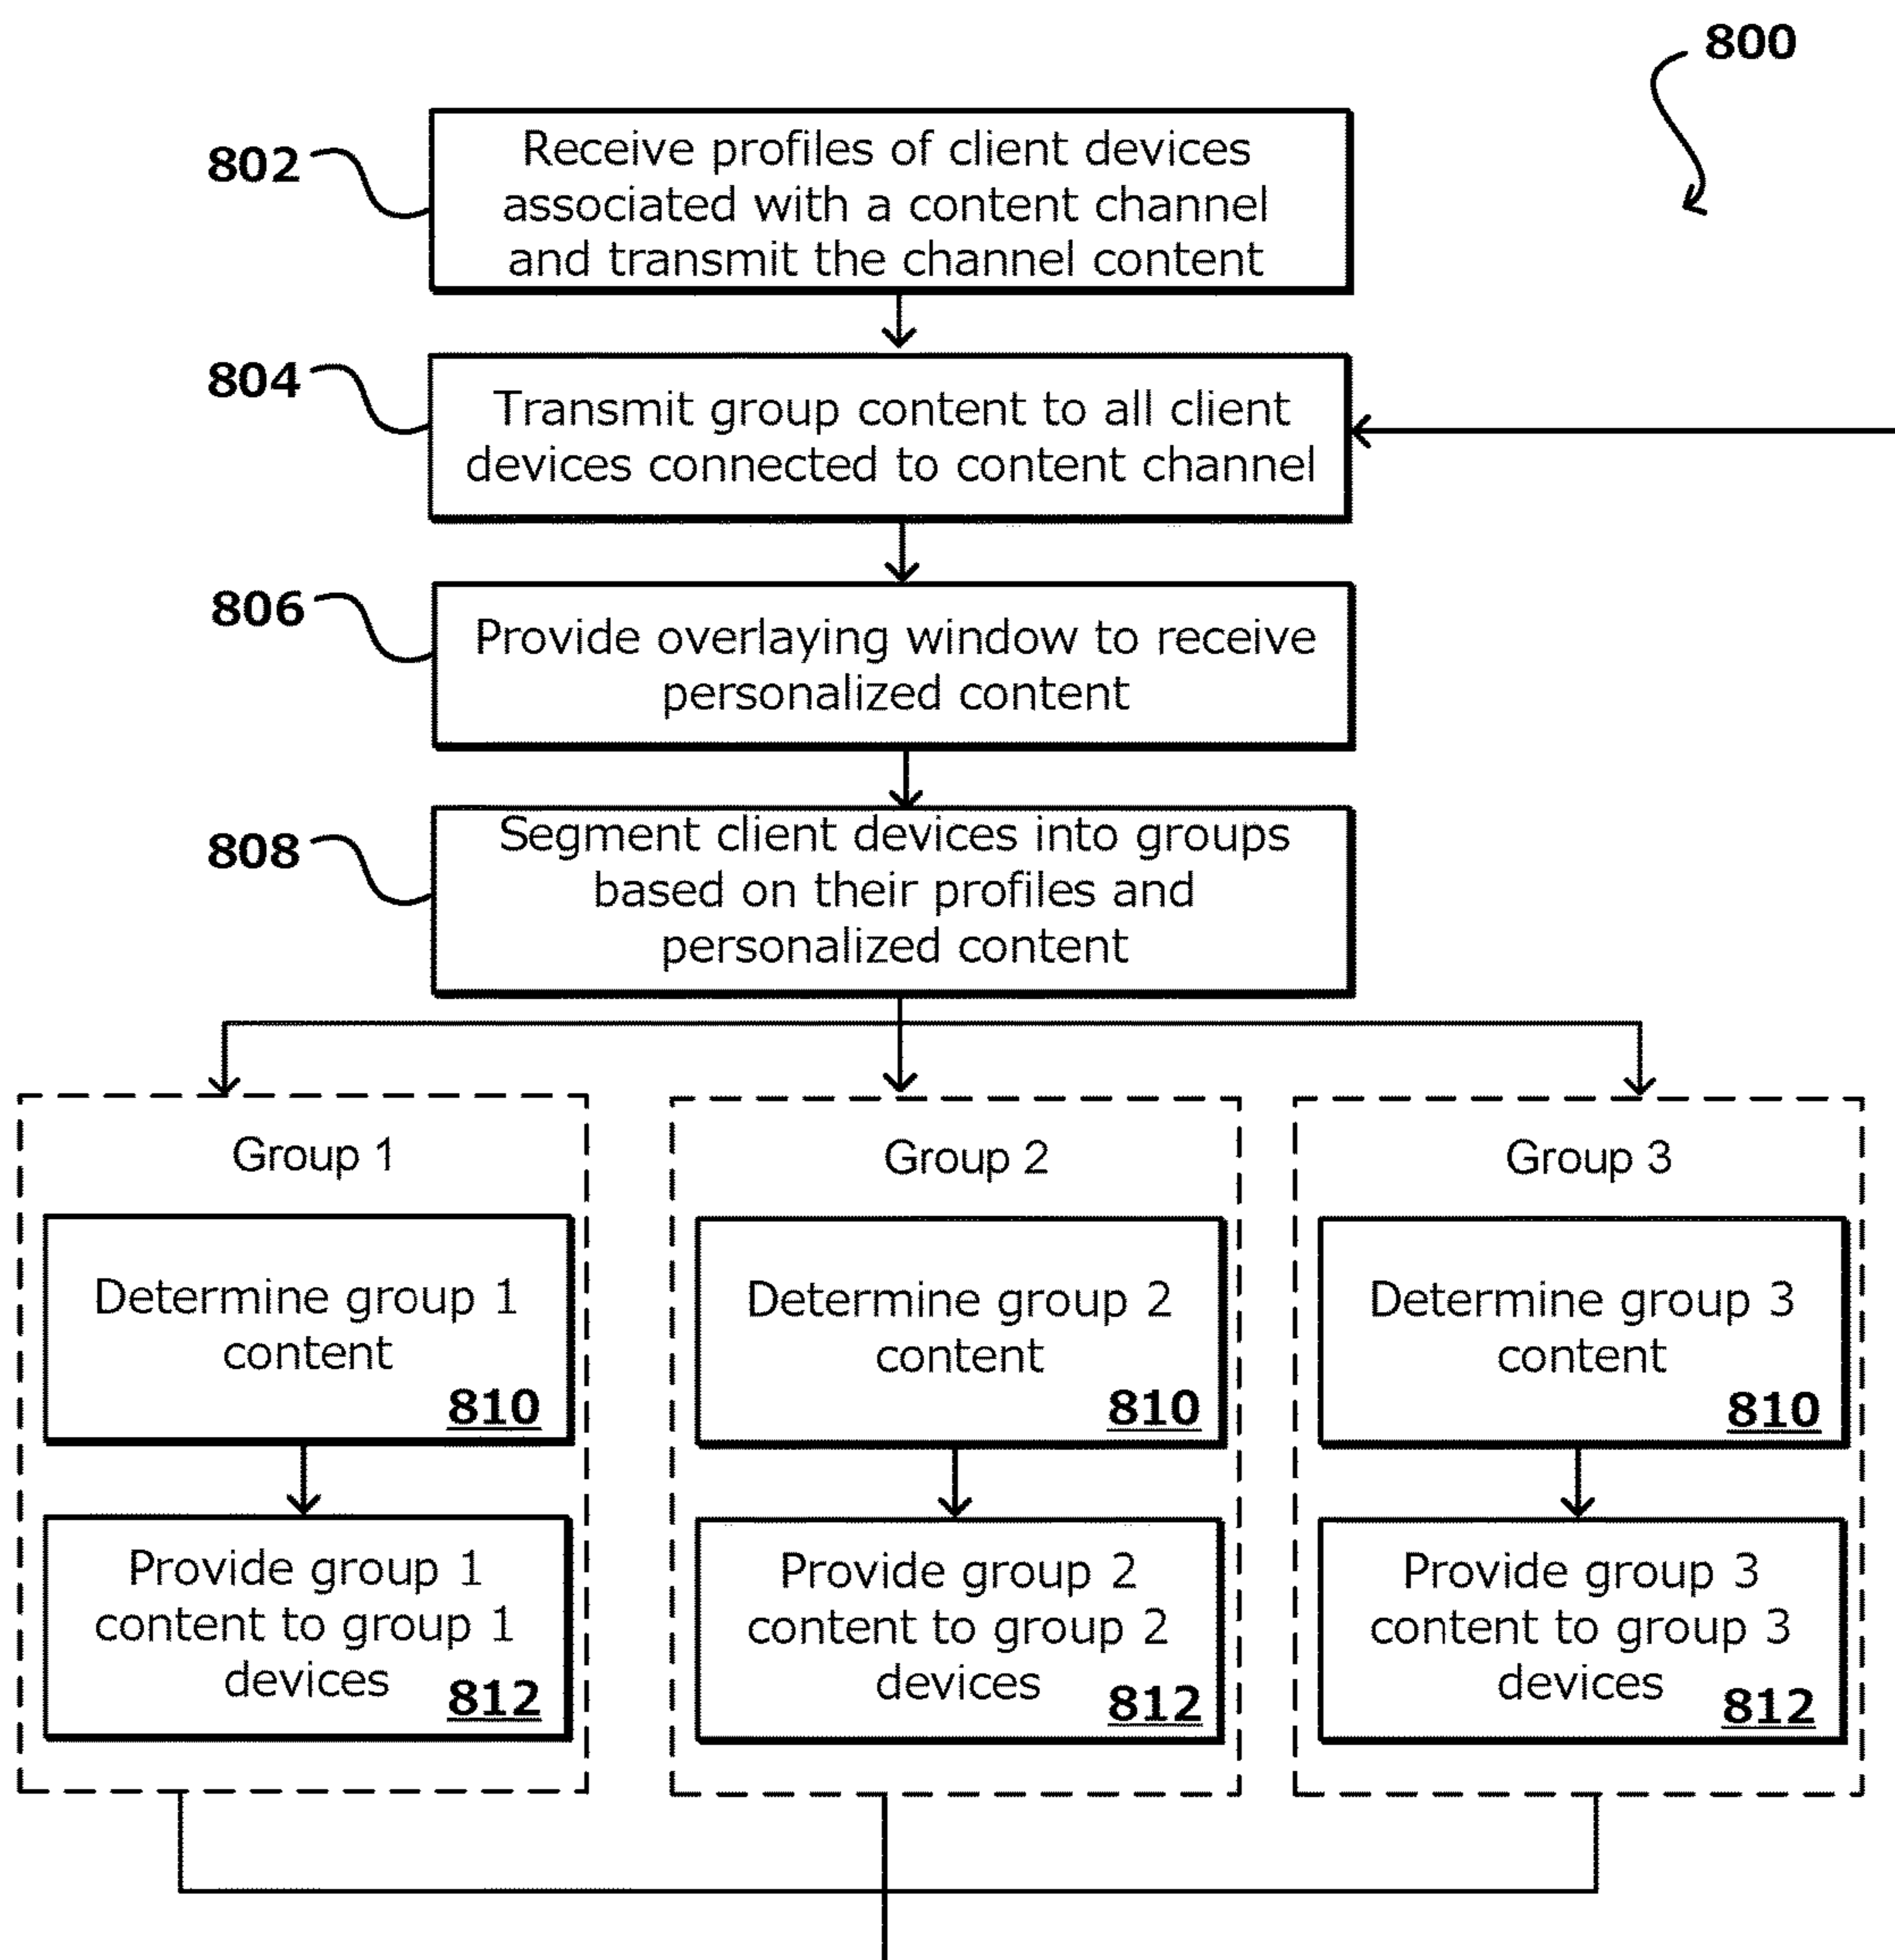 800
802
Receive profiles of client devices
associated with a content channel
and transmit the channel content
804
Transmit group content to all client
devices connected to content channel
806
Provide overlaying window to receive
personalized content
808
Segment client devices into groups
based on their profiles and
personalized content
Group 1
Determine group 1
content
810
Provide group 1
content to group 1
devices
812
Group 2
Determine group 2
content
810
Provide group 2
content to group 2
devices
812
Group 3
Determine group 3
content
810
Provide group 3
content to group 3
devices
812